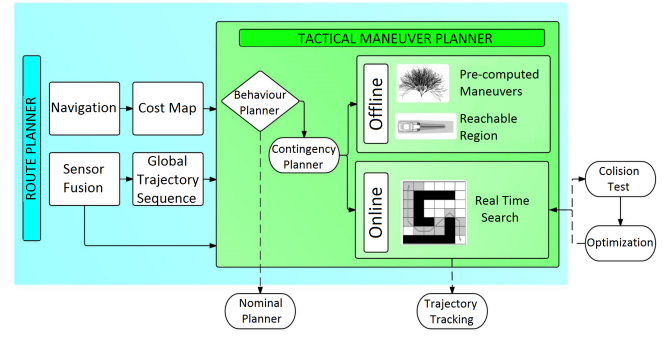 TACTICAL MANEUVER PLANNER
ROUTE PLANNER
Navigation
Cost Map
Sensor
Fusion
Global
Trajectory
Sequence
Behaviour
Planner
Contingency
Planner
Offline
Pre-computed
Maneuvers
Reachable
Region
Online
Real Time
Search
Colision
Test
Optimization
Nominal
Planner
Trajectory
Tracking